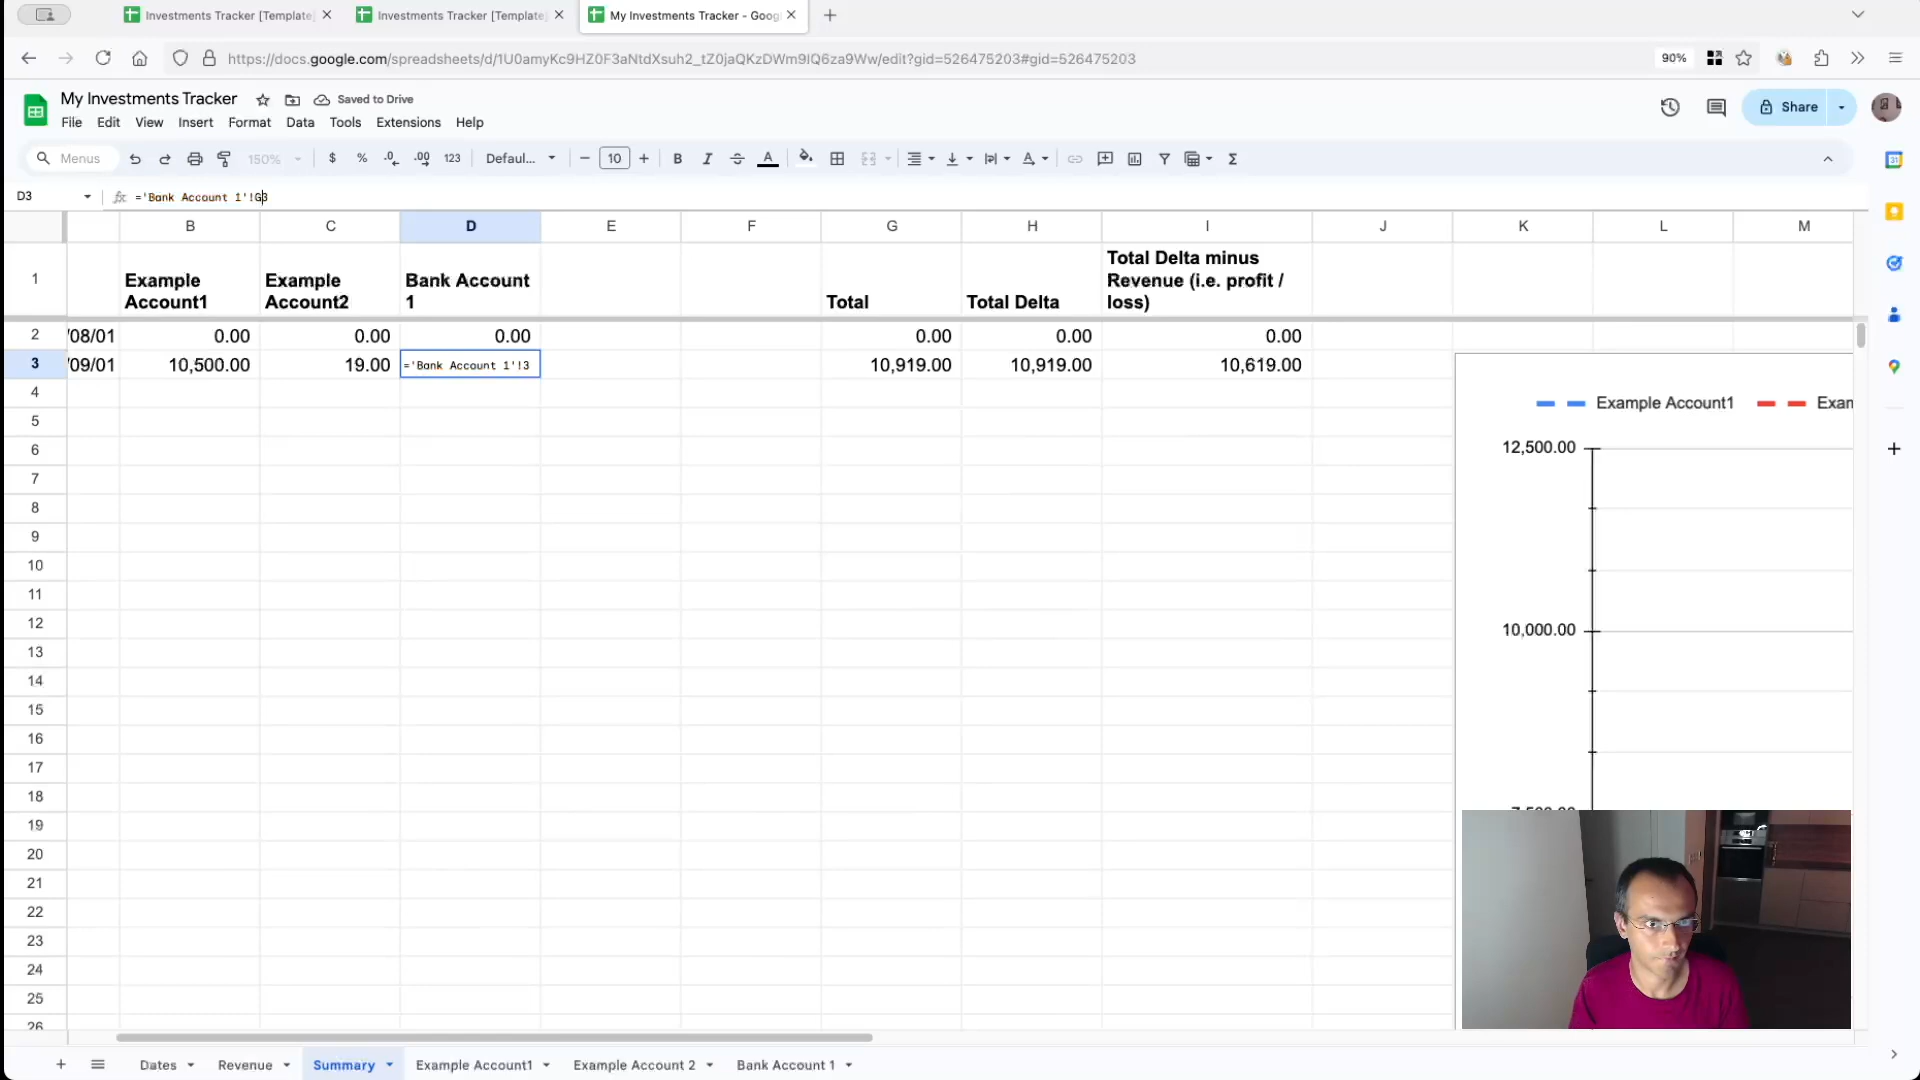 Investments Tracker [Template]
Investments Tracker [Template]
My Investments Tracker - Goog
https://docs.google.com/spreadsheets/d/1U0amyKc9HZ0F3aNtdXsuh2_tZ0jaQKzDWm9IQ6za9Ww/edit?gid=526475203#gid=526475203
90%
My Investments Tracker
Saved to Drive
File Edit View Insert Format Data Tools Extensions Help
Share
Menus 150% $ % .0 .00 123 Defaul... 10 B I A
D3 ='Bank Account 1'!G3
B C D E F G H I J K L M
1 Example Account1 Example Account2 Bank Account 1 Total Total Delta Total Delta minus Revenue (i.e. profit / loss)
2 /08/01 0.00 0.00 0.00 0.00 0.00 0.00
3 /09/01 10,500.00 19.00 ='Bank Account 1'!3 10,919.00 10,919.00 10,619.00
4
5
6
7
8
9
10
11
12
13
14
15
16
17
18
19
20
21
22
23
24
25
26
Example Account1 Exam
12,500.00
10,000.00
Dates Revenue Summary Example Account1 Example Account 2 Bank Account 1
31